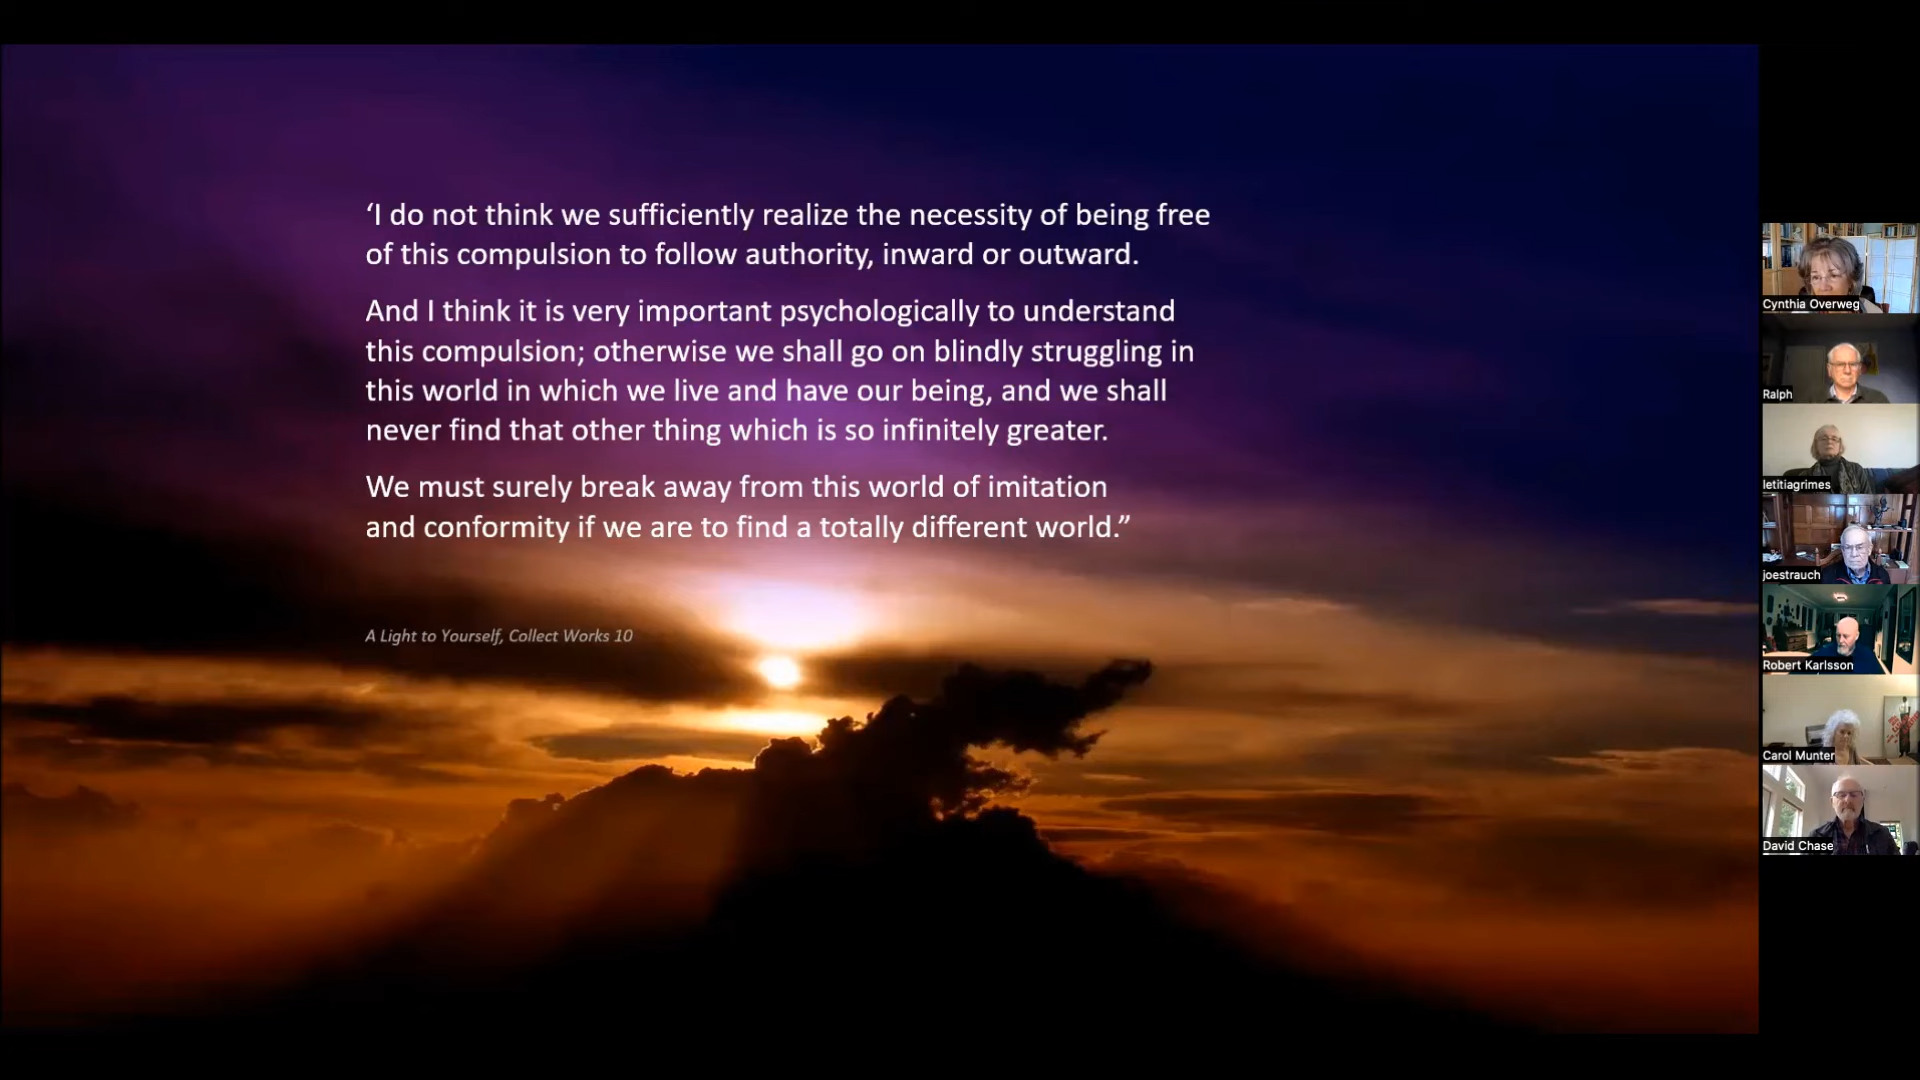 ‘I do not think we sufficiently realize the necessity of being free
of this compulsion to follow authority, inward or outward.
And I think it is very important psychologically to understand
this compulsion; otherwise we shall go on blindly struggling in
this world in which we live and have our being, and we shall
never find that other thing which is so infinitely greater.
We must surely break away from this world of imitation
and conformity if we are to find a totally different world.”
A Light to Yourself, Collect Works 10
Cynthia Overweg
Ralph
letitiagrimes
joestrauch
Robert Karlsson
Carol Munter
David Chase